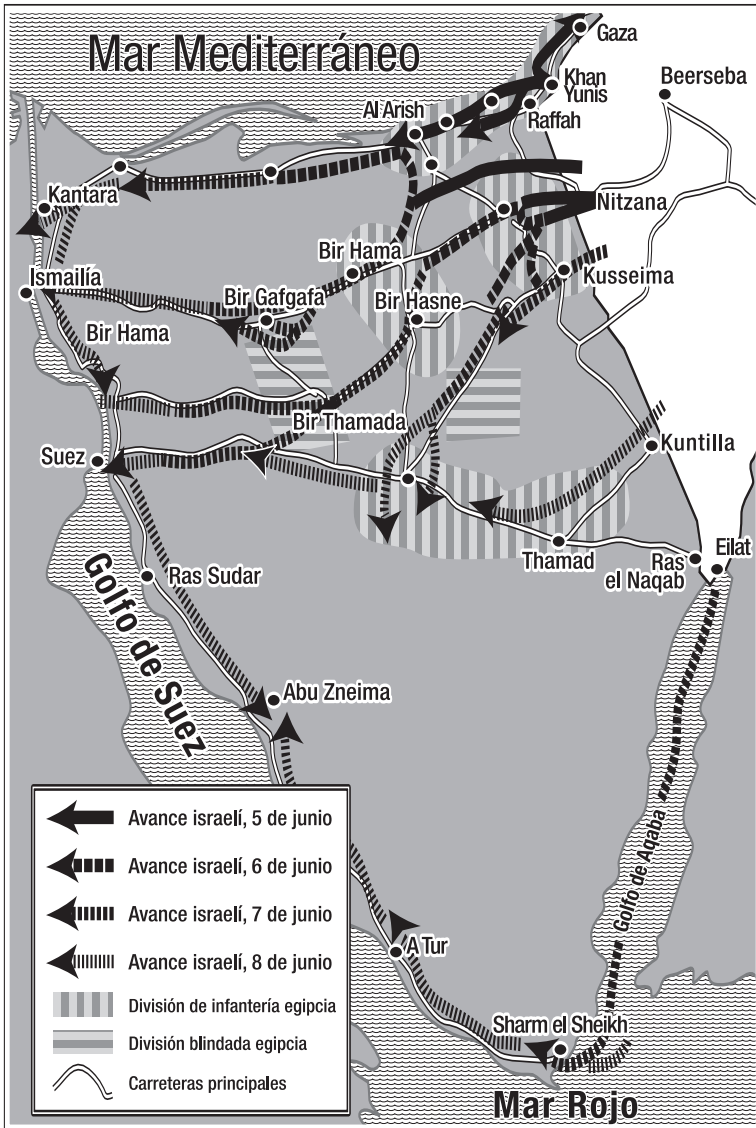 Mar Mediterráneo
Gaza
Khan
Yunis
Beerseba
Al Arish
Raffah
Kantara
Nitzana
Bir Hama
Kusseima
Ismailía
Bir Gafgafa
Bir Hasne
Bir Hama
Bir Thamada
Suez
Kuntilla
Thamad
Ras
el Naqab
Eilat
Golfo de Suez
Ras Sudar
Abu Zneima
Golfo de Aqaba
A Tur
Sharm el Sheikh
Mar Rojo
Avance israelí, 5 de junio
Avance israelí, 6 de junio
Avance israelí, 7 de junio
Avance israelí, 8 de junio
División de infantería egipcia
División blindada egipcia
Carreteras principales